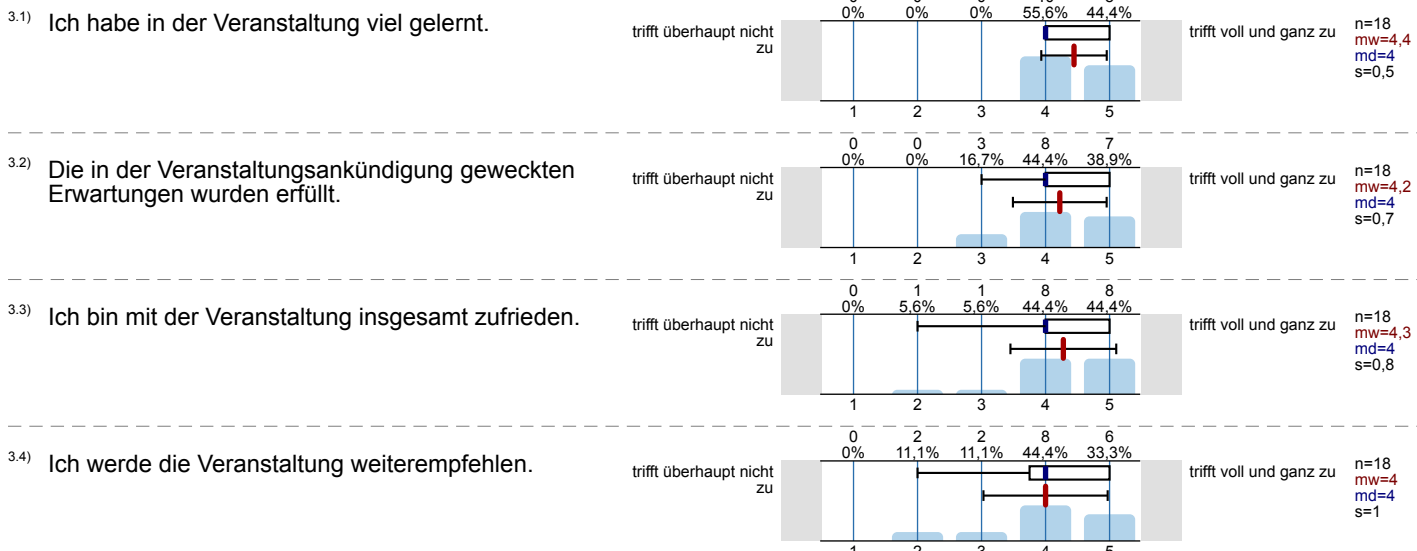 3.1) Ich habe in der Veranstaltung viel gelernt.
trifft überhaupt nicht
zu
0% 0% 0% 55,6% 44,4%
1 2 3 4 5
trifft voll und ganz zu
n=18
mw=4,4
md=4
s=0,5
3.2) Die in der Veranstaltungsankündigung geweckten
Erwartungen wurden erfüllt.
trifft überhaupt nicht
zu
0 0 3 8 7
0% 0% 16,7% 44,4% 38,9%
1 2 3 4 5
trifft voll und ganz zu
n=18
mw=4,2
md=4
s=0,7
3.3) Ich bin mit der Veranstaltung insgesamt zufrieden.
trifft überhaupt nicht
zu
0 1 1 8 8
0% 5,6% 5,6% 44,4% 44,4%
1 2 3 4 5
trifft voll und ganz zu
n=18
mw=4,3
md=4
s=0,8
3.4) Ich werde die Veranstaltung weiterempfehlen.
trifft überhaupt nicht
zu
0 2 2 8 6
0% 11,1% 11,1% 44,4% 33,3%
1 2 3 4 5
trifft voll und ganz zu
n=18
mw=4
md=4
s=1